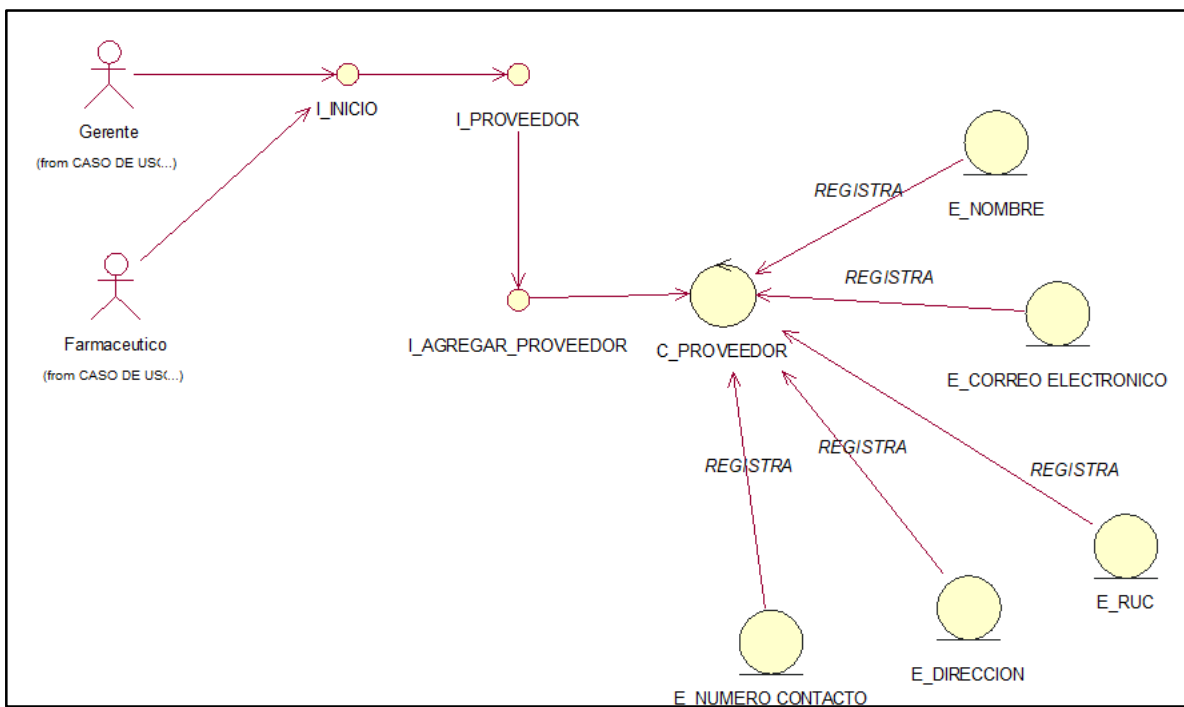 Gerente
(from CASO DE US(...)
I_INICIO
I_PROVEEDOR
Farmaceutico
(from CASO DE US(...)
I_AGREGAR_PROVEEDOR
C_PROVEEDOR
REGISTRA
E_NOMBRE
REGISTRA
E_CORREO ELECTRONICO
REGISTRA
E_RUC
REGISTRA
E_DIRECCION
REGISTRA
E_NUMERO CONTACTO